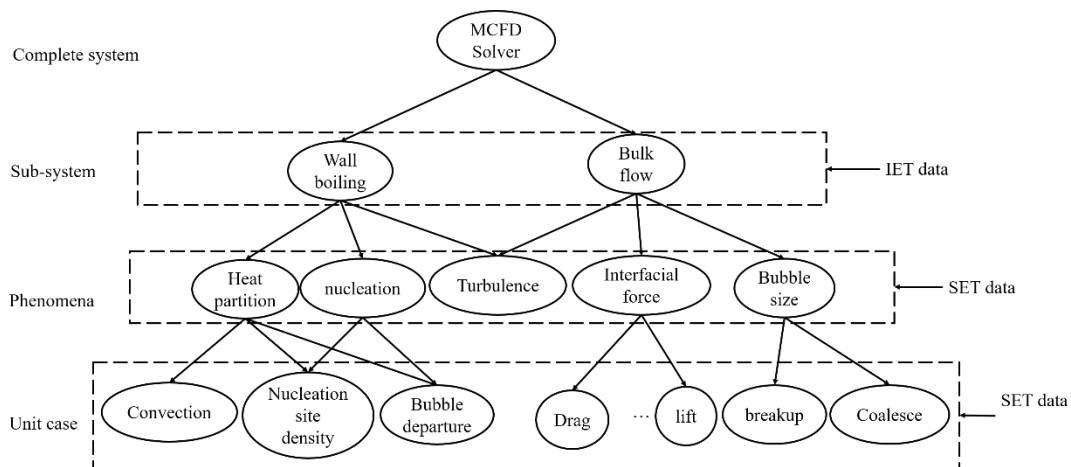 MCFD
Solver
Complete system
Sub-system
Wall
boiling
Bulk
flow
IET data
Phenomena
Heat
partition
nucleation
Turbulence
Interfacial
force
Bubble
size
SET data
Unit case
Convection
Nucleation
site
density
Bubble
departure
Drag
...
lift
breakup
Coalesce
SET data